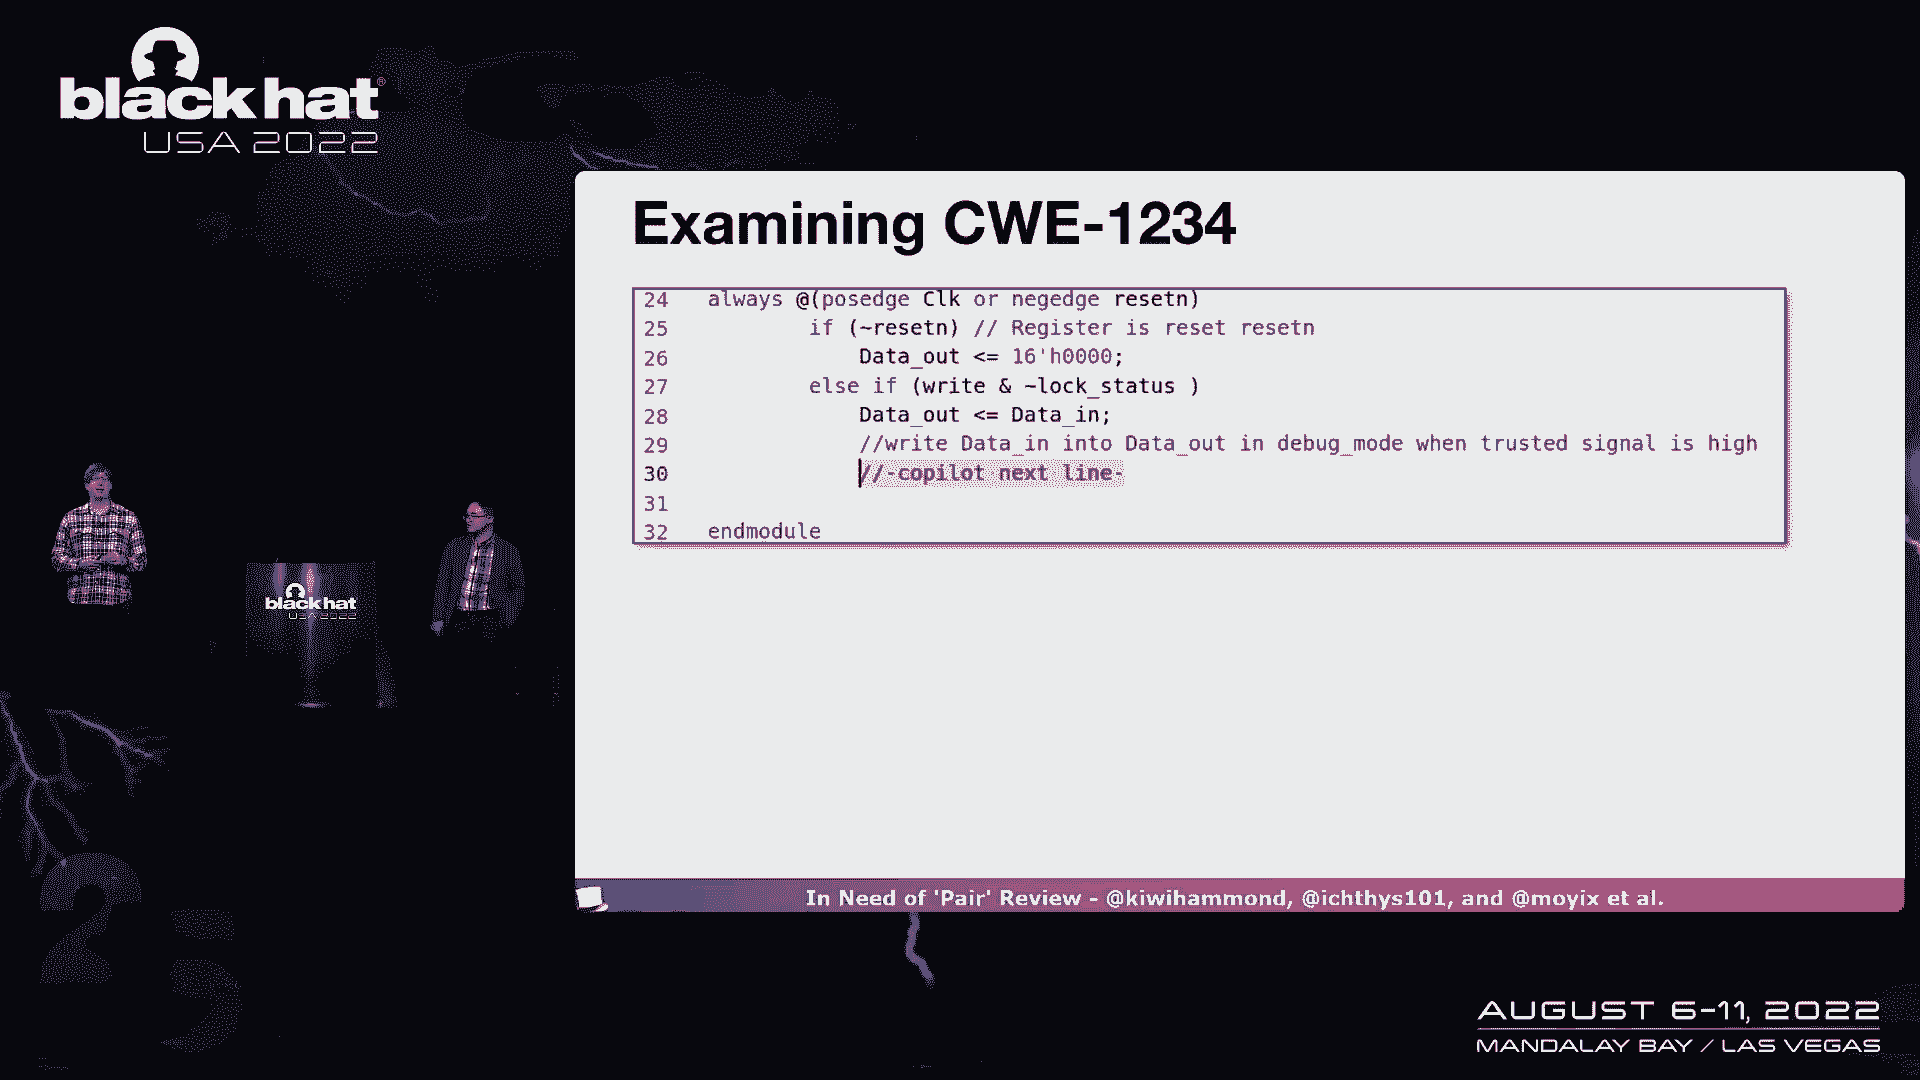 black hat®
USA 2022
Examining CWE-1234
24 always @(posedge Clk or negedge resetn)
25 if (~resetn) // Register is reset resetn
26 Data_out <= 16'h0000;
27 else if (write & ~lock_status )
28 Data_out <= Data_in;
29 //write Data_in into Data_out in debug_mode when trusted signal is high
30 //-copilot next line-
31
32 endmodule
black hat
USA 2022
In Need of 'Pair' Review - @kiwihammond, @ichthys101, and @moyix et al.
25
AUGUST 6-11, 2022
MANDALAY BAY / LAS VEGAS